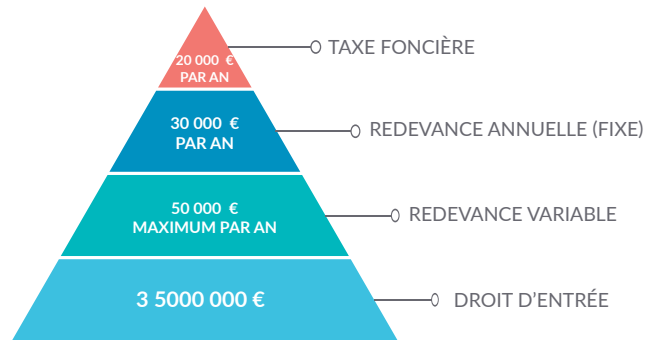 20 000 €
PAR AN
TAXE FONCIÈRE
30 000 €
PAR AN
REDEVANCE ANNUELLE (FIXE)
50 000 €
MAXIMUM PAR AN
REDEVANCE VARIABLE
3 5000 000 €
DROIT D'ENTRÉE